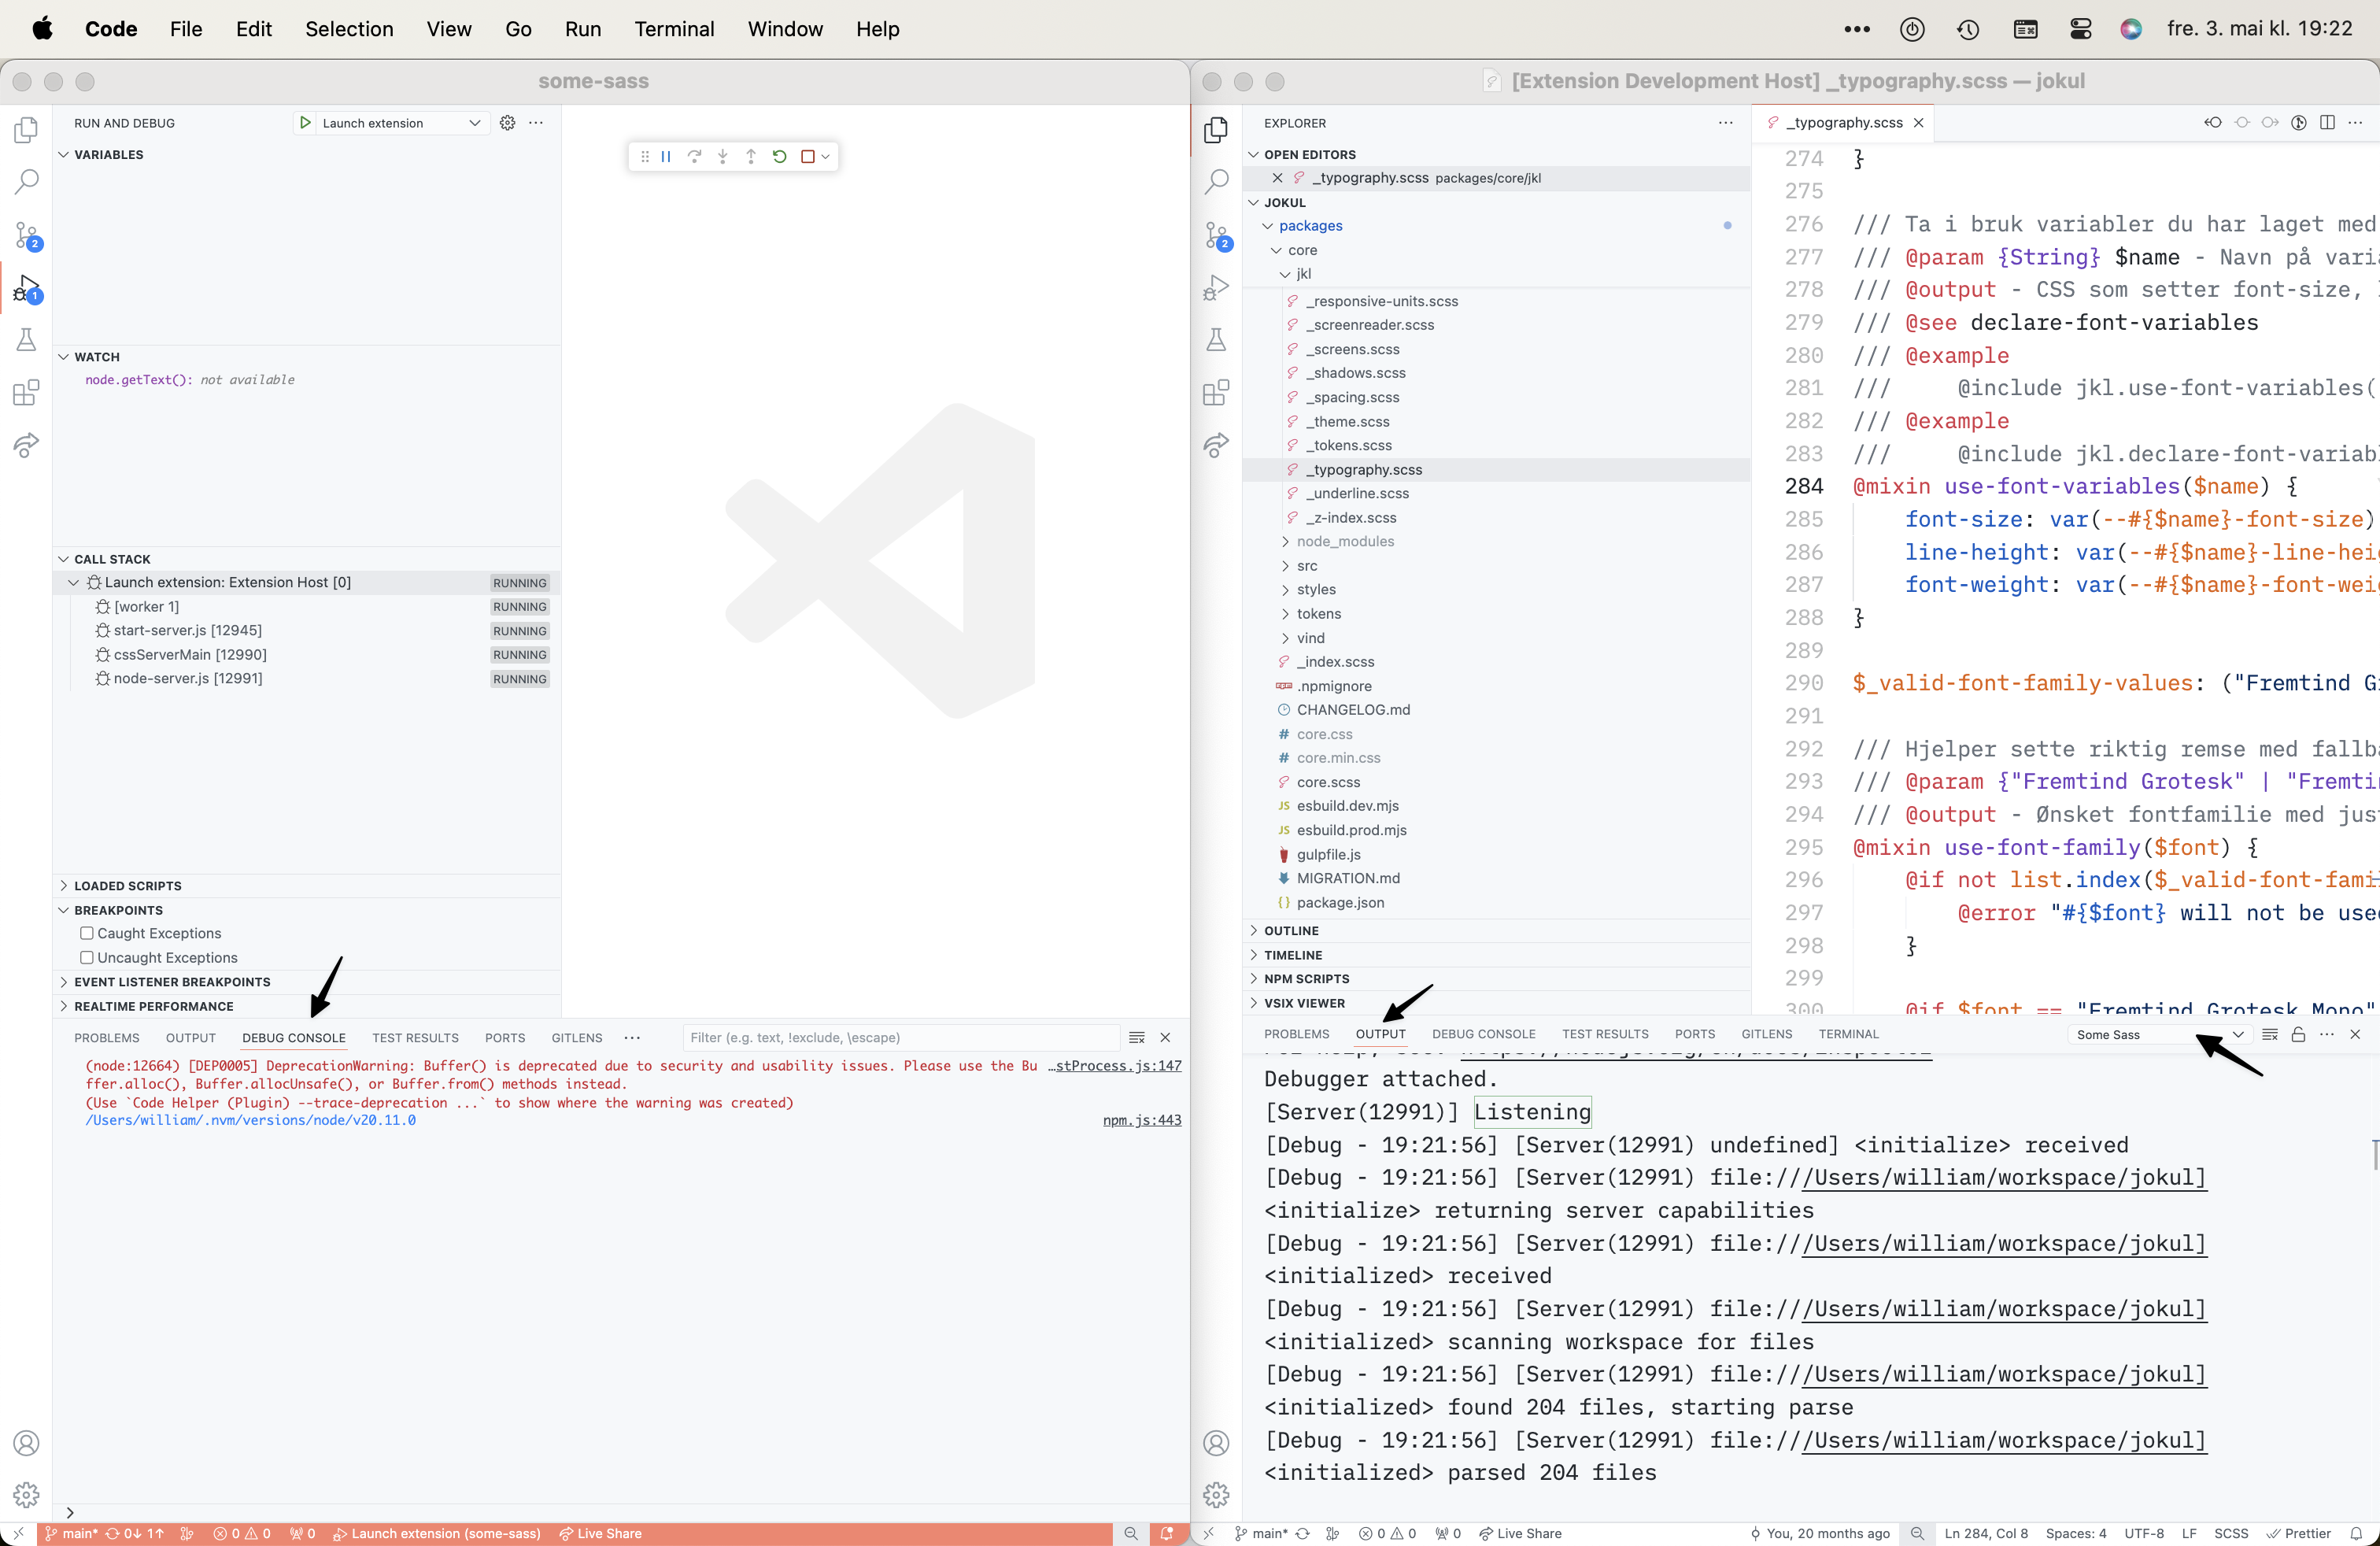 Code File Edit Selection View Go Run Terminal Window Help
fre. 3. mai kl. 19:22
some-sass
RUN AND DEBUG
Launch extension
VARIABLES
WATCH
node.getText(): not available
CALL STACK
Launch extension: Extension Host [0] RUNNING
[worker 1] RUNNING
start-server.js [12945] RUNNING
cssServerMain [12990] RUNNING
node-server.js [12991] RUNNING
LOADED SCRIPTS
BREAKPOINTS
Caught Exceptions
Uncaught Exceptions
EVENT LISTENER BREAKPOINTS
REALTIME PERFORMANCE
2
1
PROBLEMS OUTPUT DEBUG CONSOLE TEST RESULTS PORTS GITLENS
Filter (e.g. text, !exclude, \escape)
(node:12664) [DEP0005] DeprecationWarning: Buffer() is deprecated due to security and usability issues. Please use the Bu …stProcess.js:147
ffer.alloc(), Buffer.allocUnsafe(), or Buffer.from() methods instead.
(Use `Code Helper (Plugin) --trace-deprecation ...` to show where the warning was created)
/Users/william/.nvm/versions/node/v20.11.0 npm.js:443
main* 0↓ 1↑ 0 0 0 Launch extension (some-sass) Live Share
[Extension Development Host] _typography.scss — jokul
EXPLORER
2
OPEN EDITORS
_typography.scss packages/core/jkl
JOKUL
packages
core
jkl
_responsive-units.scss
_screenreader.scss
_screens.scss
_shadows.scss
_spacing.scss
_theme.scss
_tokens.scss
_typography.scss
_underline.scss
_z-index.scss
node_modules
src
styles
tokens
vind
_index.scss
.npmignore
CHANGELOG.md
# core.css
# core.min.css
core.scss
JS esbuild.dev.mjs
JS esbuild.prod.mjs
gulpfile.js
MIGRATION.md
{} package.json
OUTLINE
TIMELINE
NPM SCRIPTS
VSIX VIEWER
_typography.scss
274 }
275
276 /// Ta i bruk variabler du har laget med
277 /// @param {String} $name - Navn på varia
278 /// @output - CSS som setter font-size,
279 /// @see declare-font-variables
280 /// @example
281 /// @include jkl.use-font-variables(
282 /// @example
283 /// @include jkl.declare-font-variabl
284 @mixin use-font-variables($name) {
285 font-size: var(--#{$name}-font-size)
286 line-height: var(--#{$name}-line-hei
287 font-weight: var(--#{$name}-font-wei
288 }
289
290 $_valid-font-family-values: ("Fremtind G
291
292 /// Hjelper sette riktig remse med fallba
293 /// @param {"Fremtind Grotesk" | "Fremti
294 /// @output - Ønsket fontfamilie med jus
295 @mixin use-font-family($font) {
296 @if not list.index($_valid-font-fami
297 @error "#{$font} will not be use
298 }
299
300 @if $font == "Fremtind Grotesk Mono"
PROBLEMS OUTPUT DEBUG CONSOLE TEST RESULTS PORTS GITLENS TERMINAL
Some Sass
For help, see: https://nodejs.org/en/docs/inspector
Debugger attached.
[Server(12991)] Listening
[Debug - 19:21:56] [Server(12991) undefined] <initialize> received
[Debug - 19:21:56] [Server(12991) file:///Users/william/workspace/jokul]
<initialize> returning server capabilities
[Debug - 19:21:56] [Server(12991) file:///Users/william/workspace/jokul]
<initialized> received
[Debug - 19:21:56] [Server(12991) file:///Users/william/workspace/jokul]
<initialized> scanning workspace for files
[Debug - 19:21:56] [Server(12991) file:///Users/william/workspace/jokul]
<initialized> found 204 files, starting parse
[Debug - 19:21:56] [Server(12991) file:///Users/william/workspace/jokul]
<initialized> parsed 204 files
main* 0 0 0 Live Share You, 20 months ago Ln 284, Col 8 Spaces: 4 UTF-8 LF SCSS Prettier